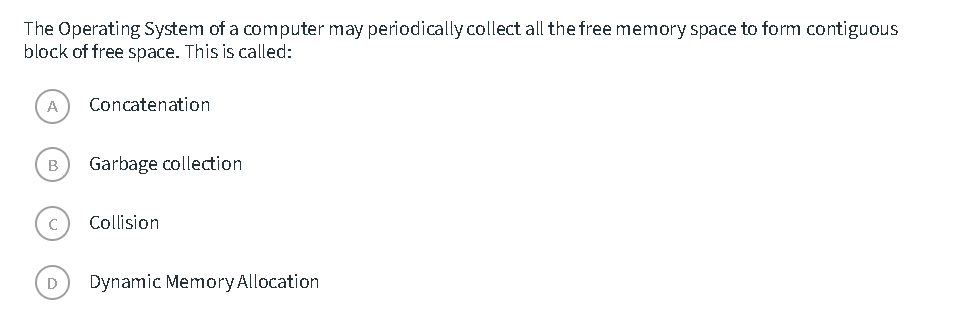 The Operating System of a computer may periodically collect all the free memory space to form contiguous
block of free space. This is called:
A Concatenation
B Garbage collection
C Collision
D Dynamic Memory Allocation